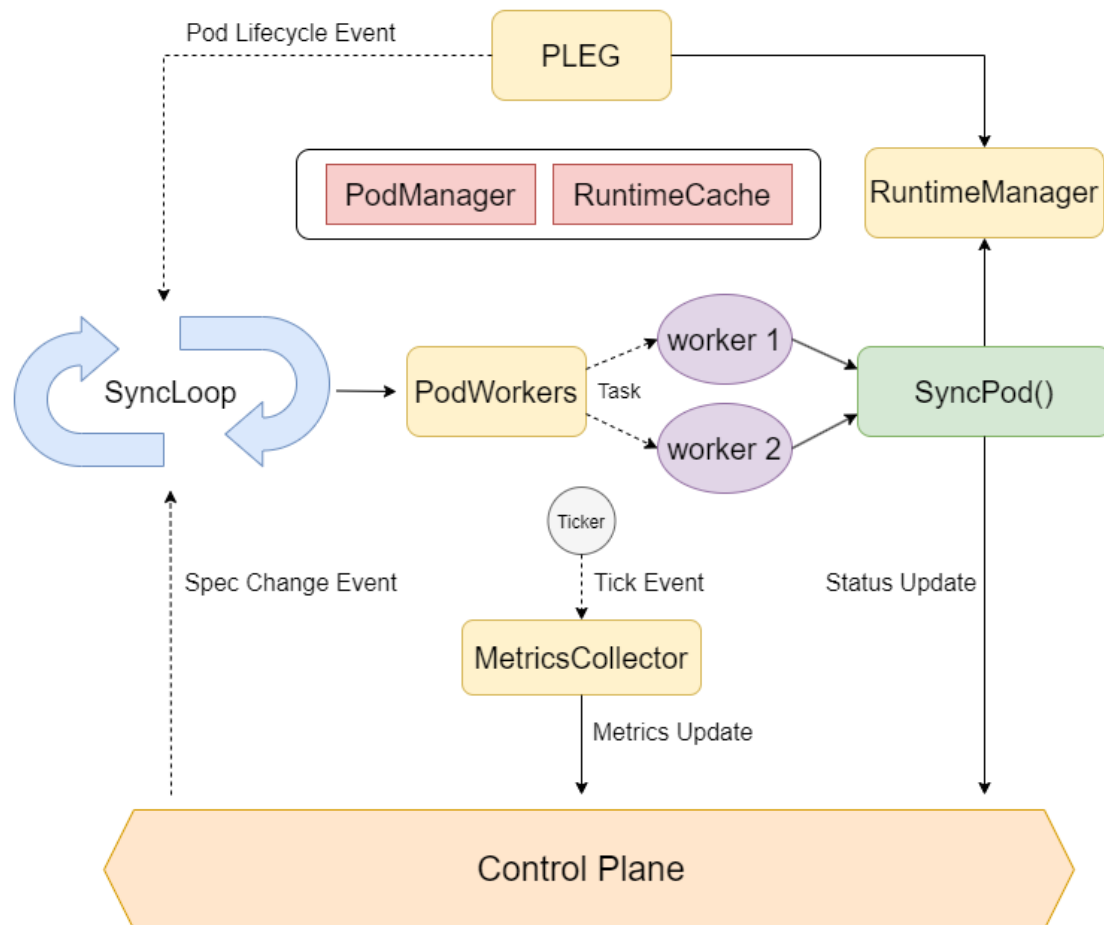 Pod Lifecycle Event
PLEG
PodManager
RuntimeCache
RuntimeManager
SyncLoop
PodWorkers
Task
worker 1
worker 2
SyncPod()
Ticker
Tick Event
Spec Change Event
Status Update
MetricsCollector
Metrics Update
Control Plane